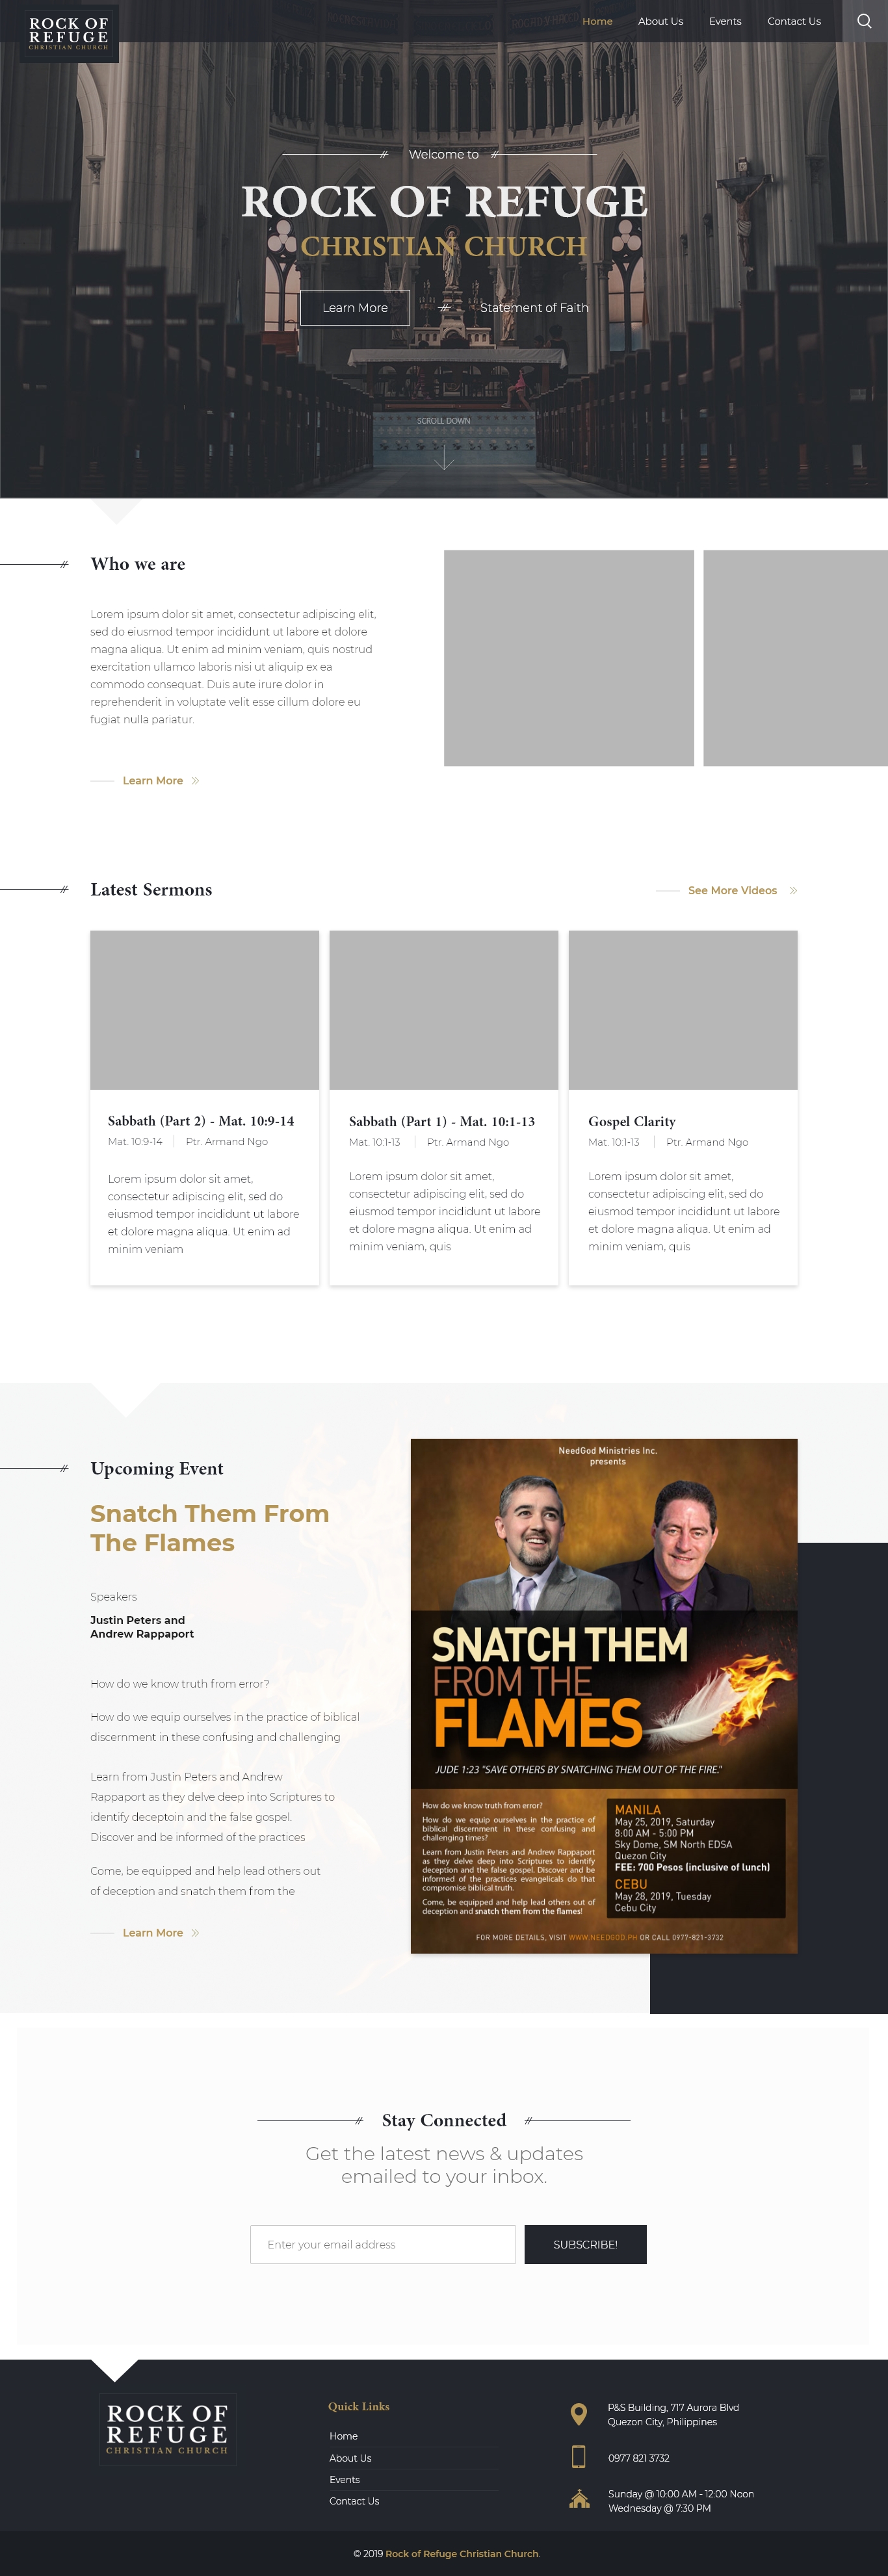 ROCK OF
REFUGE
CHRISTIAN CHURCH
Home About Us Events Contact Us
Welcome to
ROCK OF REFUGE
CHRISTIAN CHURCH
Learn More Statement of Faith
SCROLL DOWN
Who we are
Lorem ipsum dolor sit amet, consectetur adipiscing elit,
sed do eiusmod tempor incididunt ut labore et dolore
magna aliqua. Ut enim ad minim veniam, quis nostrud
exercitation ullamco laboris nisi ut aliquip ex ea
commodo consequat. Duis aute irure dolor in
reprehenderit in voluptate velit esse cillum dolore eu
fugiat nulla pariatur.
Learn More
Latest Sermons
See More Videos
Sabbath (Part 2) - Mat. 10:9-14
Mat. 10:9-14 Ptr. Armand Ngo
Lorem ipsum dolor sit amet,
consectetur adipiscing elit, sed do
eiusmod tempor incididunt ut labore
et dolore magna aliqua. Ut enim ad
minim veniam
Sabbath (Part 1) - Mat. 10:1-13
Mat. 10:1-13 Ptr. Armand Ngo
Lorem ipsum dolor sit amet,
consectetur adipiscing elit, sed do
eiusmod tempor incididunt ut labore
et dolore magna aliqua. Ut enim ad
minim veniam, quis
Gospel Clarity
Mat. 10:1-13 Ptr. Armand Ngo
Lorem ipsum dolor sit amet,
consectetur adipiscing elit, sed do
eiusmod tempor incididunt ut labore
et dolore magna aliqua. Ut enim ad
minim veniam, quis
Upcoming Event
Snatch Them From
The Flames
Speakers
Justin Peters and
Andrew Rappaport
How do we know truth from error?
How do we equip ourselves in the practice of biblical
discernment in these confusing and challenging
Learn from Justin Peters and Andrew
Rappaport as they delve deep into Scriptures to
identify deceptoin and the false gospel.
Discover and be informed of the practices
Come, be equipped and help lead others out
of deception and snatch them from the
Learn More
NeedGod Ministries Inc.
presents
SNATCH THEM
FROM THE
FLAMES
JUDE 1:23 "SAVE OTHERS BY SNATCHING THEM OUT OF THE FIRE."
How do we know truth from error?
How do we equip ourselves in the practice of
biblical discernment in these confusing and
challenging times?
Learn from Justin Peters and Andrew Rappaport
as they delve deep into Scriptures to identify
deception and the false gospel. Discover and be
informed of the practices evangelicals do that
compromise biblical truth.
Come, be equipped and help lead others out of
deception and snatch them from the flames!
MANILA
May 25, 2019, Saturday
8:00 AM - 5:00 PM
Sky Dome, SM North EDSA
Quezon City
FEE: 700 Pesos (inclusive of lunch)
CEBU
May 28, 2019, Tuesday
Cebu City
FOR MORE DETAILS, VISIT WWW.NEEDGOD.PH OR CALL 0977-821-3732
Stay Connected
Get the latest news & updates
emailed to your inbox.
Enter your email address
SUBSCRIBE!
ROCK OF
REFUGE
CHRISTIAN CHURCH
Quick Links
Home
About Us
Events
Contact Us
P&S Building, 717 Aurora Blvd
Quezon City, Philippines
0977 821 3732
Sunday @ 10:00 AM - 12:00 Noon
Wednesday @ 7:30 PM
© 2019 Rock of Refuge Christian Church.